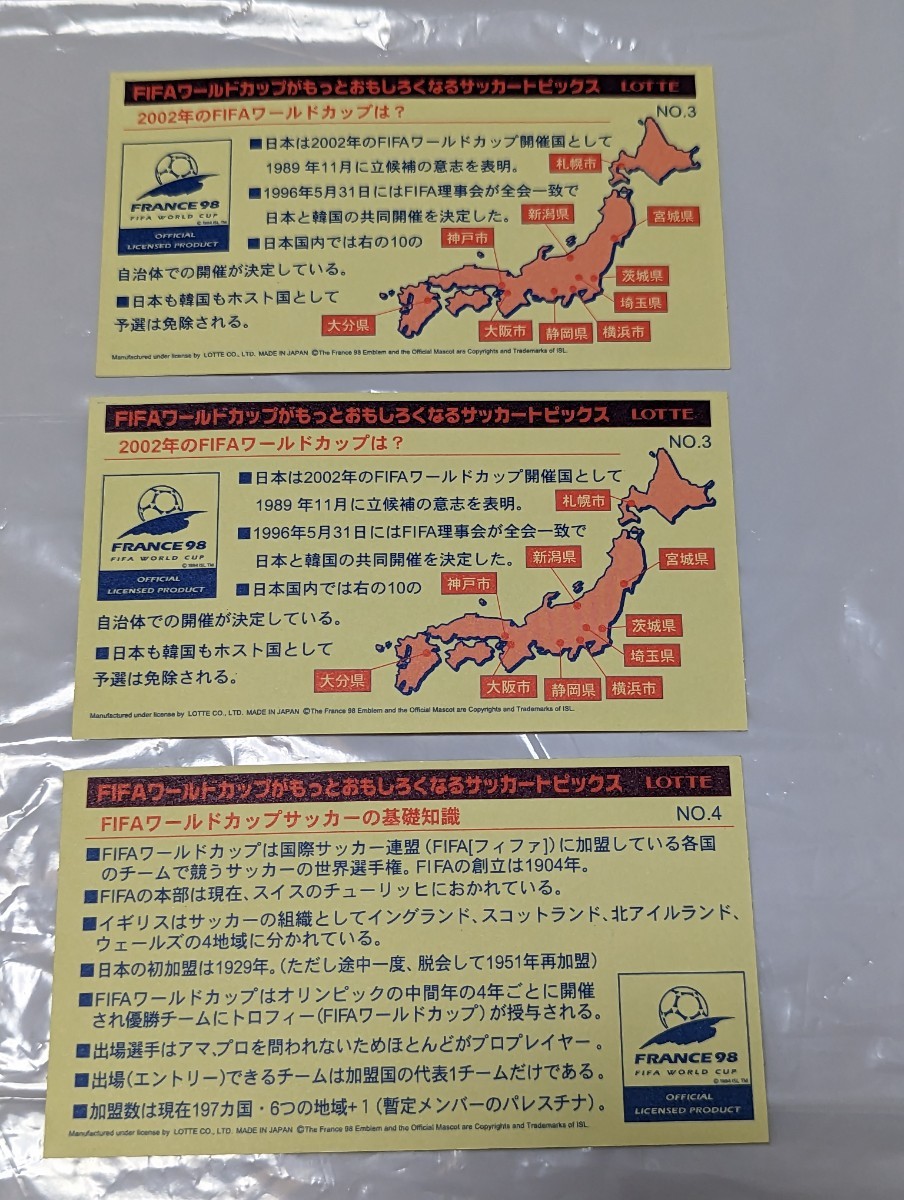 FIFAワールドカップがもっとおもしろくなるサッカートピックス LOTTE
2002年のFIFAワールドカップは?
NO.3
■日本は2002年のFIFAワールドカップ開催国として
1989年11月に立候補の意志を表明。
■1996年5月31日にはFIFA理事会が全会一致で
日本と韓国の共同開催を決定した。
■日本国内では右の10の
自治体での開催が決定している。
■日本も韓国もホスト国として
予選は免除される。
FRANCE 98
FIFA WORLD CUP
© 1994 ISL TM
OFFICIAL
LICENSED PRODUCT
札幌市
新潟県
宮城県
神戸市
茨城県
埼玉県
大分県
大阪市
静岡県
横浜市
Manufactured under license by LOTTE CO., LTD. MADE IN JAPAN ©The France 98 Emblem and the Official Mascot are Copyrights and Trademarks of ISL.
FIFAワールドカップがもっとおもしろくなるサッカートピックス LOTTE
2002年のFIFAワールドカップは?
NO.3
■日本は2002年のFIFAワールドカップ開催国として
1989年11月に立候補の意志を表明。
■1996年5月31日にはFIFA理事会が全会一致で
日本と韓国の共同開催を決定した。
■日本国内では右の10の
自治体での開催が決定している。
■日本も韓国もホスト国として
予選は免除される。
FRANCE 98
FIFA WORLD CUP
© 1994 ISL TM
OFFICIAL
LICENSED PRODUCT
札幌市
新潟県
宮城県
神戸市
茨城県
埼玉県
大分県
大阪市
静岡県
横浜市
Manufactured under license by LOTTE CO., LTD. MADE IN JAPAN ©The France 98 Emblem and the Official Mascot are Copyrights and Trademarks of ISL.
FIFAワールドカップがもっとおもしろくなるサッカートピックス LOTTE
FIFAワールドカップサッカーの基礎知識
NO.4
■FIFAワールドカップは国際サッカー連盟(FIFA[フィファ])に加盟している各国
のチームで競うサッカーの世界選手権。FIFAの創立は1904年。
■FIFAの本部は現在、スイスのチューリッヒにおかれている。
■イギリスはサッカーの組織としてイングランド、スコットランド、北アイルランド、
ウェールズの4地域に分かれている。
■日本の初加盟は1929年。(ただし途中一度、脱会して1951年再加盟)
■FIFAワールドカップはオリンピックの中間年の4年ごとに開催
され優勝チームにトロフィー(FIFAワールドカップ)が授与される。
■出場選手はアマ、プロを問われないためほとんどがプロプレイヤー。
■出場(エントリー)できるチームは加盟国の代表1チームだけである。
■加盟数は現在197カ国・6つの地域+1(暫定メンバーのパレスチナ)。
FRANCE 98
FIFA WORLD CUP
© 1994 ISL TM
OFFICIAL
LICENSED PRODUCT
Manufactured under license by LOTTE CO., LTD. MADE IN JAPAN ©The France 98 Emblem and the Official Mascot are Copyrights and Trademarks of ISL.